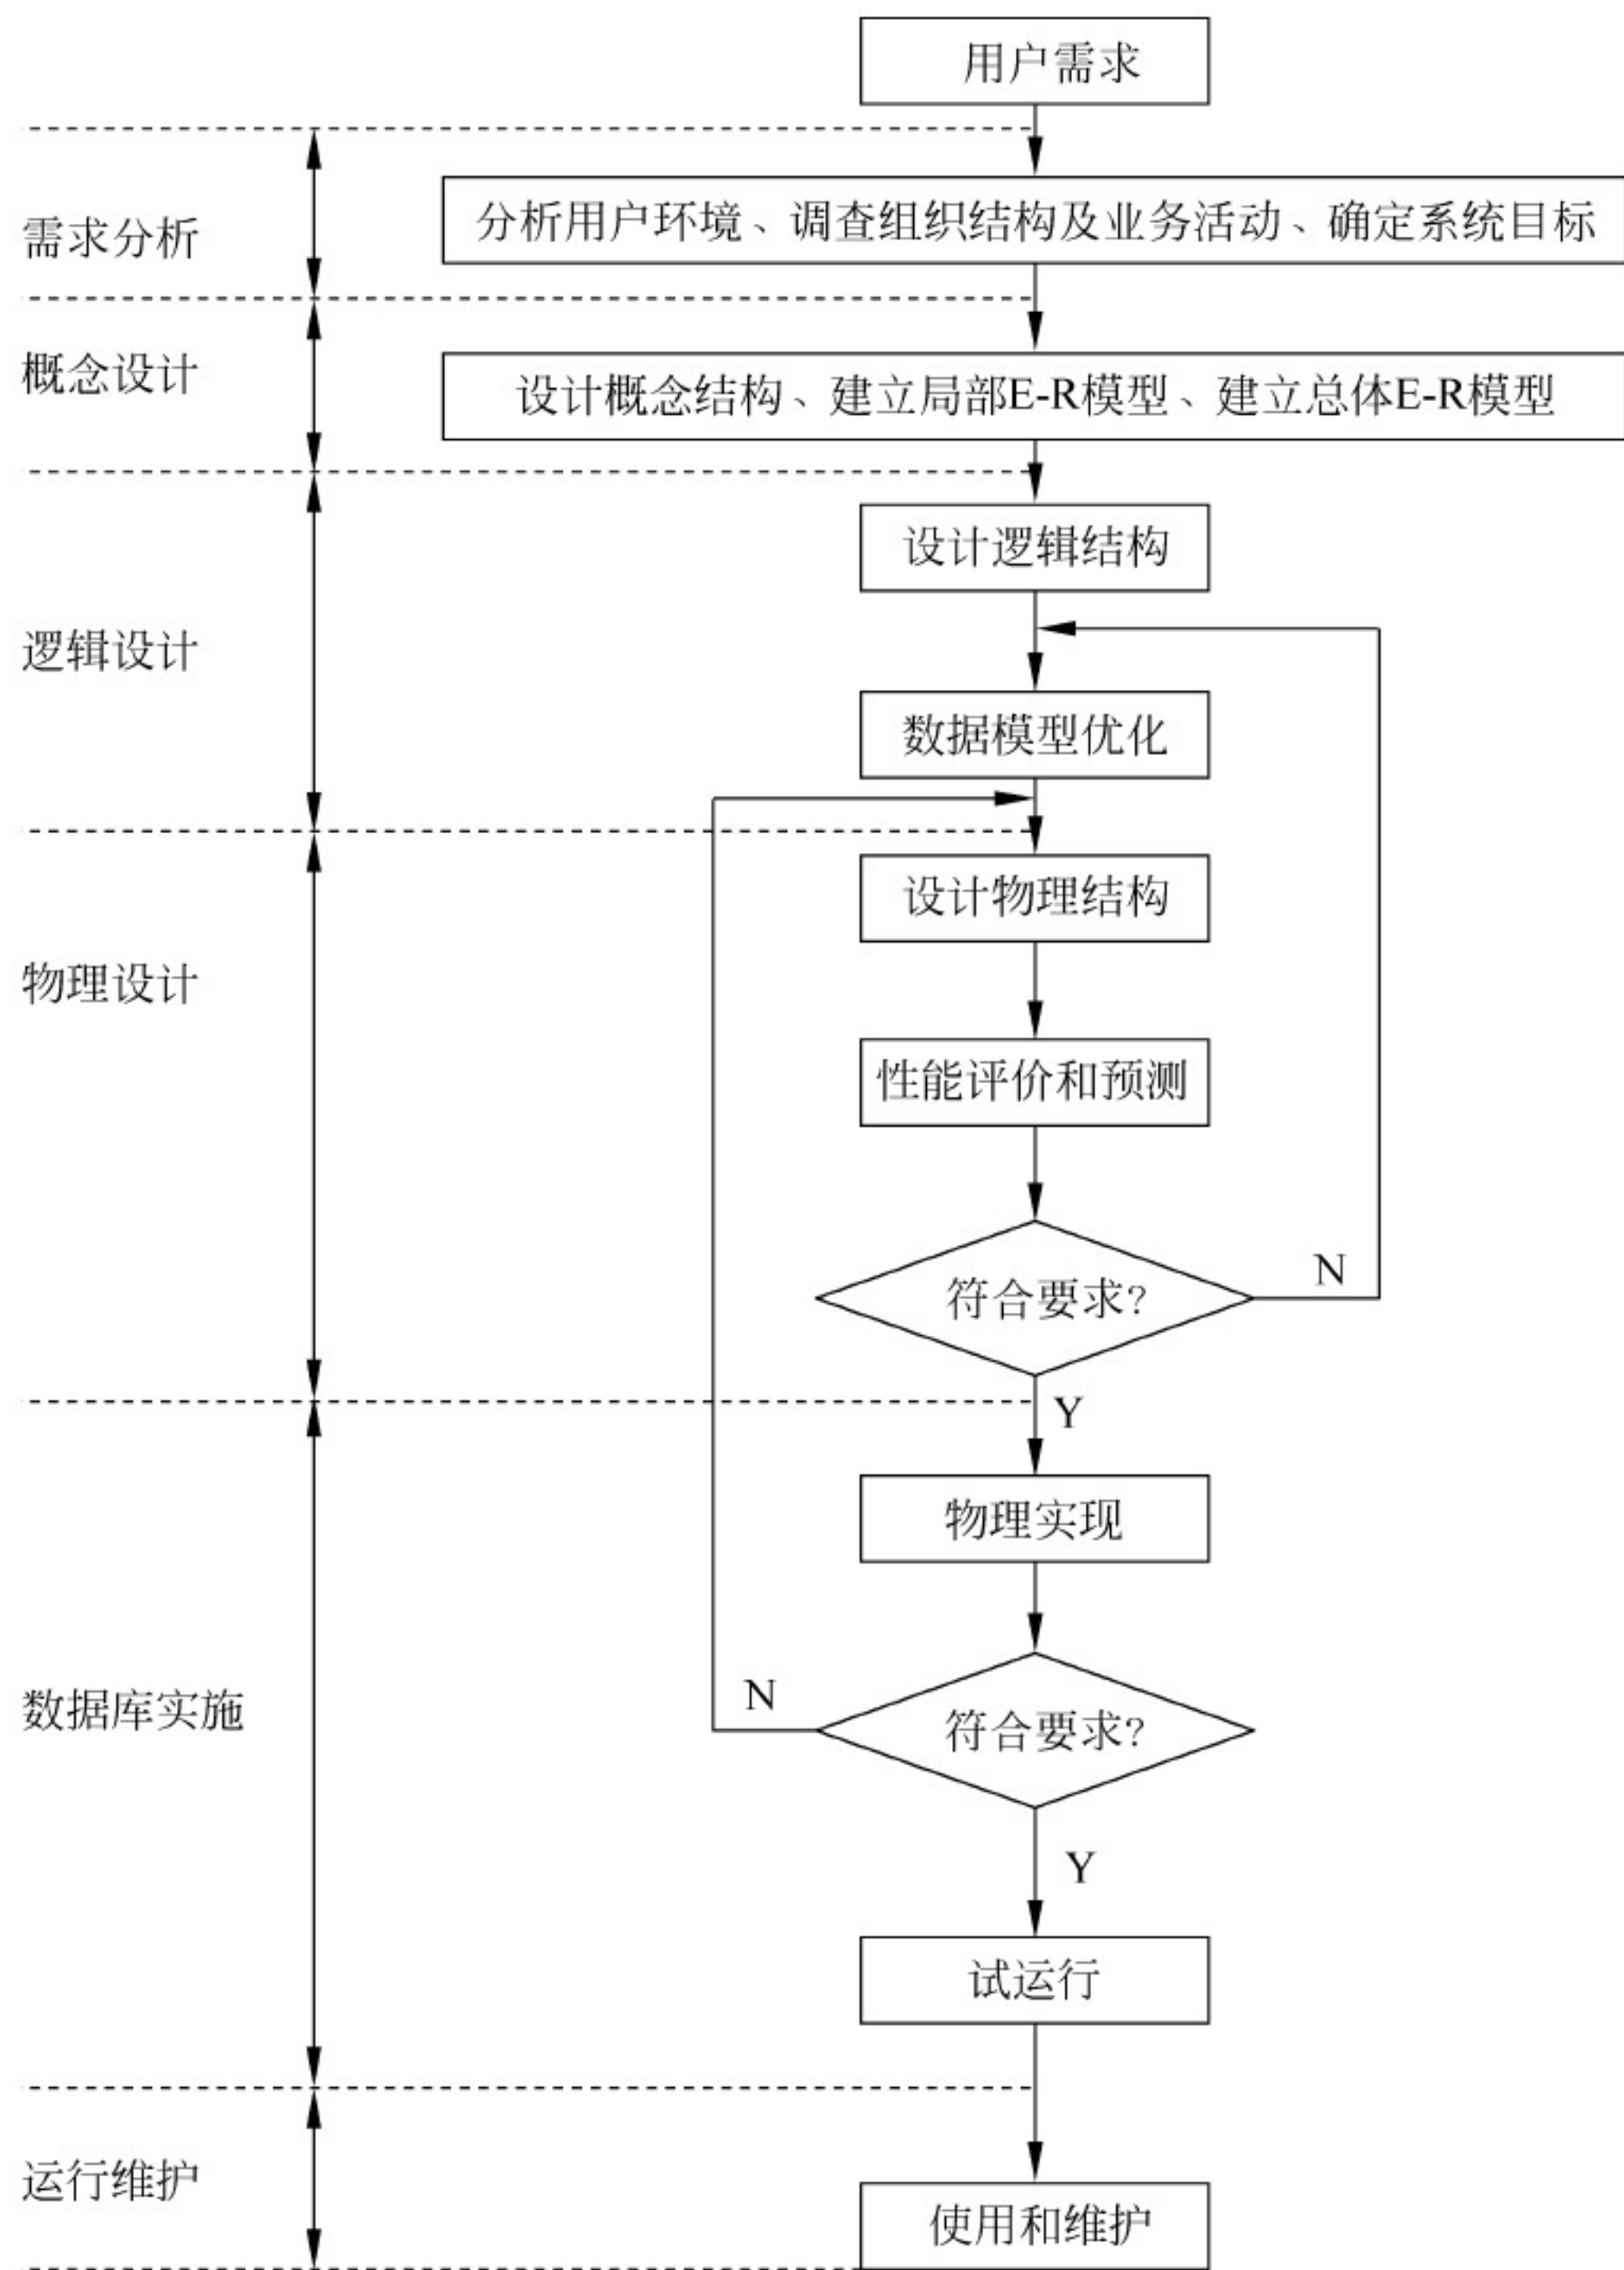 用户需求
需求分析
分析用户环境、调查组织结构及业务活动、确定系统目标
概念设计
设计概念结构、建立局部E-R模型、建立总体E-R模型
设计逻辑结构
逻辑设计
数据模型优化
设计物理结构
物理设计
性能评价和预测
符合要求?
N
Y
物理实现
数据库实施
N
符合要求?
Y
试运行
运行维护
使用和维护